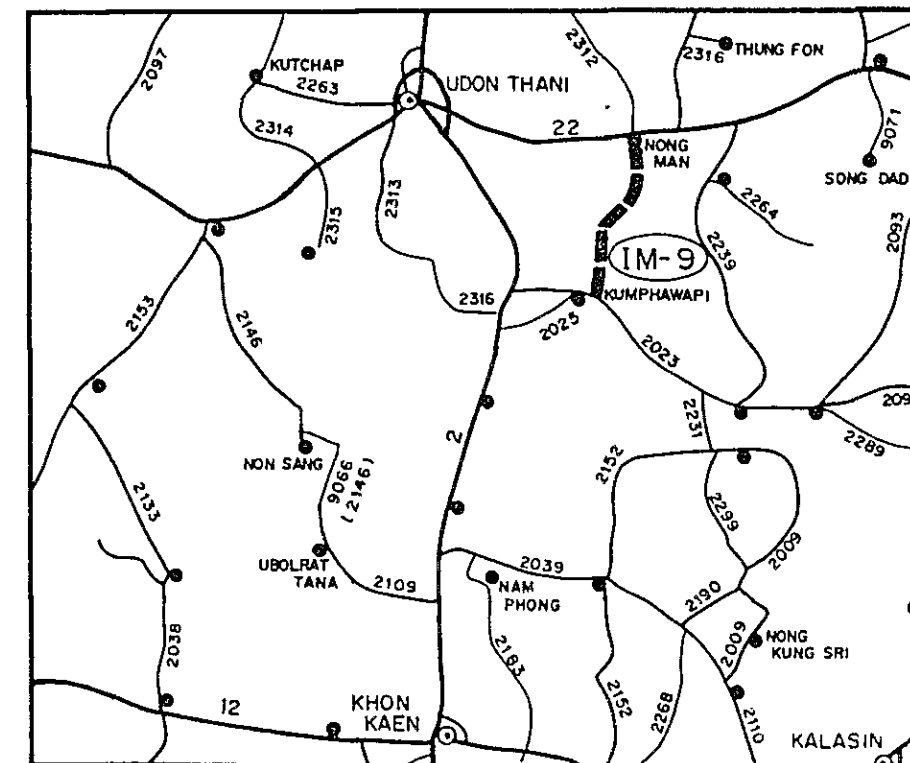 2097
KUTCHAP
2263
UDON THANI
2312
2316
THUNG FON
2314
2315
2313
22
NONG
MAN
9071
SONG DAD
2264
2093
2239
IM-9
KUMPHAWAPI
2316
2025
2023
2153
2146
2
2231
209
2289
NON SANG
9066
(2146)
2152
2299
2009
2133
UBOLRAT
TANA
2109
2039
NAM
PHONG
2190
2009
NONG
KUNG SRI
2038
2183
2152
2268
2110
12
KHON
KAEN
KALASIN